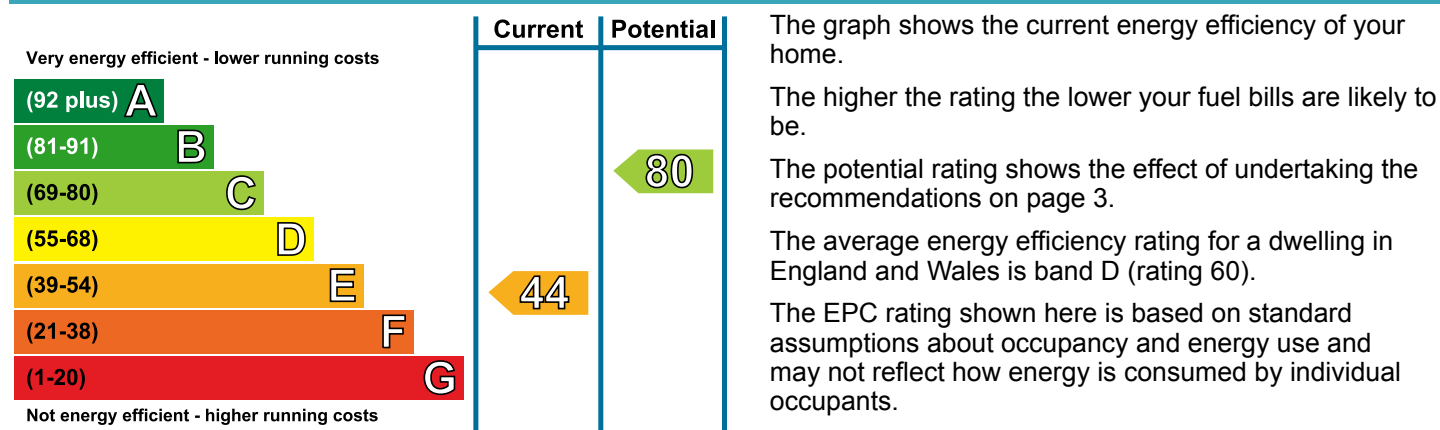 Very energy efficient - lower running costs
Current Potential
(92 plus) A
(81-91) B
(69-80) C
(55-68) D
(39-54) E
(21-38) F
(1-20) G
80
44
Not energy efficient - higher running costs
The graph shows the current energy efficiency of your
home.
The higher the rating the lower your fuel bills are likely to
be.
The potential rating shows the effect of undertaking the
recommendations on page 3.
The average energy efficiency rating for a dwelling in
England and Wales is band D (rating 60).
The EPC rating shown here is based on standard
assumptions about occupancy and energy use and
may not reflect how energy is consumed by individual
occupants.